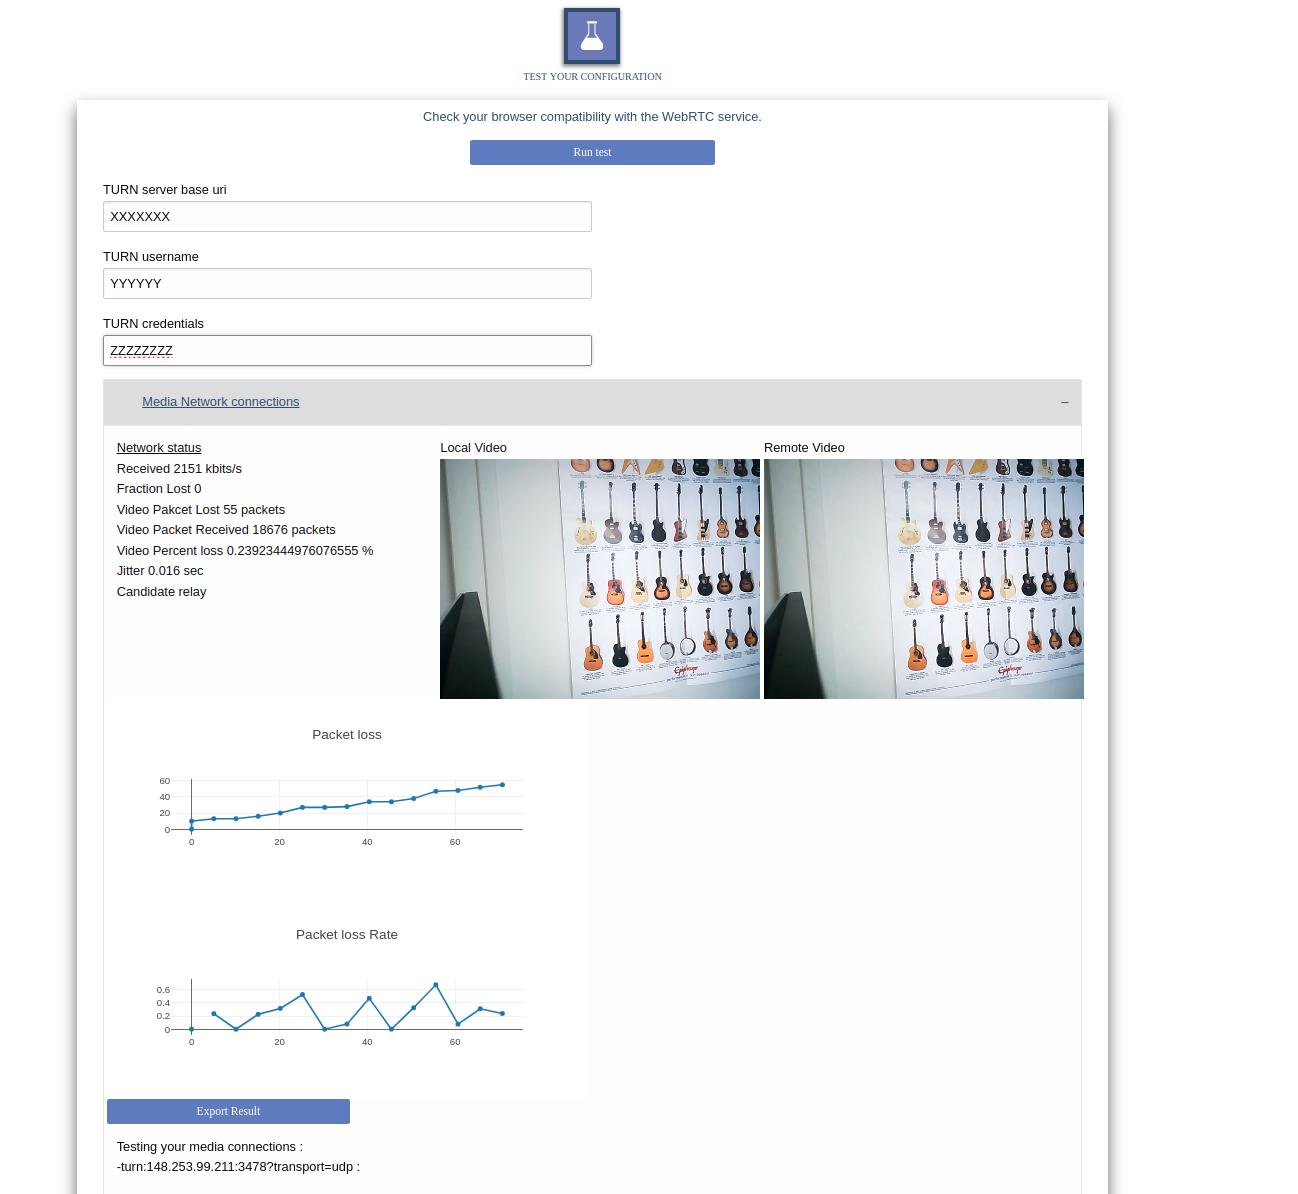 TEST YOUR CONFIGURATION
Check your browser compatibility with the WebRTC service.
Run test
TURN server base uri
XXXXXXX
TURN username
YYYYYY
TURN credentials
ZZZZZZZZ
Media Network connections –
Network status
Received 2151 kbits/s
Fraction Lost 0
Video Pakcet Lost 55 packets
Video Packet Received 18676 packets
Video Percent loss 0.23923444976076555 %
Jitter 0.016 sec
Candidate relay
Local Video
Epiphone
Remote Video
Epiphone
Packet loss
60
40
20
0
0 20 40 60
Packet loss Rate
0.6
0.4
0.2
0
0 20 40 60
Export Result
Testing your media connections :
-turn:148.253.99.211:3478?transport=udp :